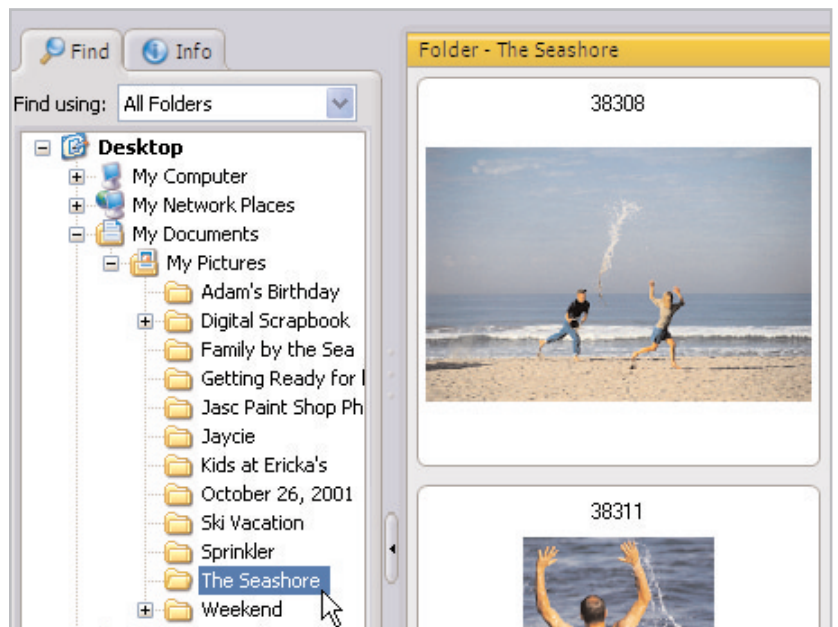 Find Info
Find using: All Folders
Desktop
My Computer
My Network Places
My Documents
My Pictures
Adam's Birthday
Digital Scrapbook
Family by the Sea
Getting Ready for
Jasc Paint Shop Ph
Jaycie
Kids at Ericka's
October 26, 2001
Ski Vacation
Sprinkler
The Seashore
Weekend
Folder - The Seashore
38308
38311